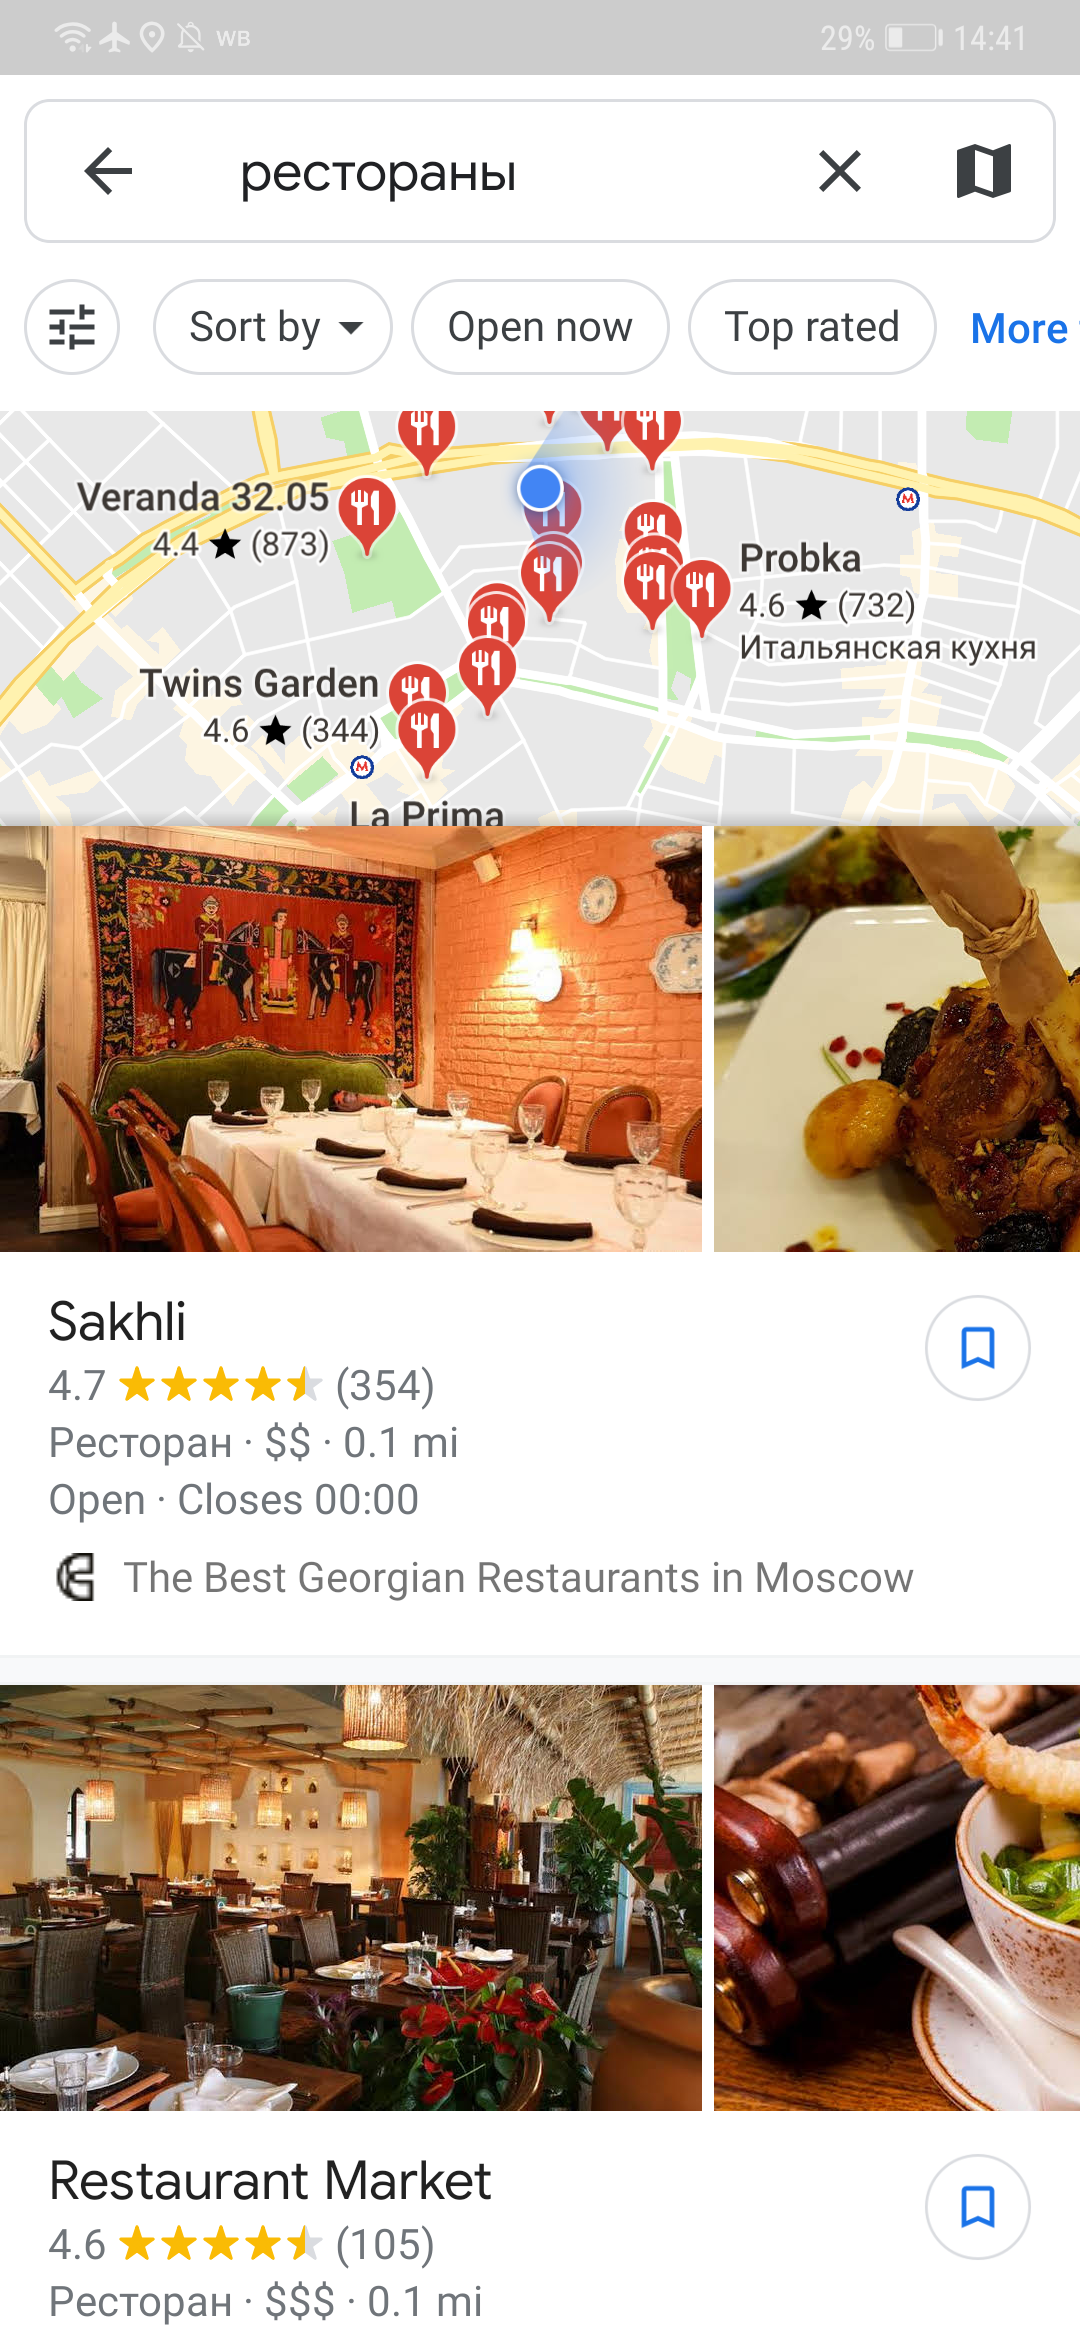 WB
29%
14:41
рестораны
Sort by
Open now
Top rated
More
Veranda 32.05
4.4 ★ (873)
Probka
4.6 ★ (732)
Итальянская кухня
Twins Garden
4.6 ★ (344)
La Prima
Sakhli
4.7 (354)
Ресторан · $$ · 0.1 mi
Open · Closes 00:00
The Best Georgian Restaurants in Moscow
Restaurant Market
4.6 (105)
Ресторан · $$$ · 0.1 mi